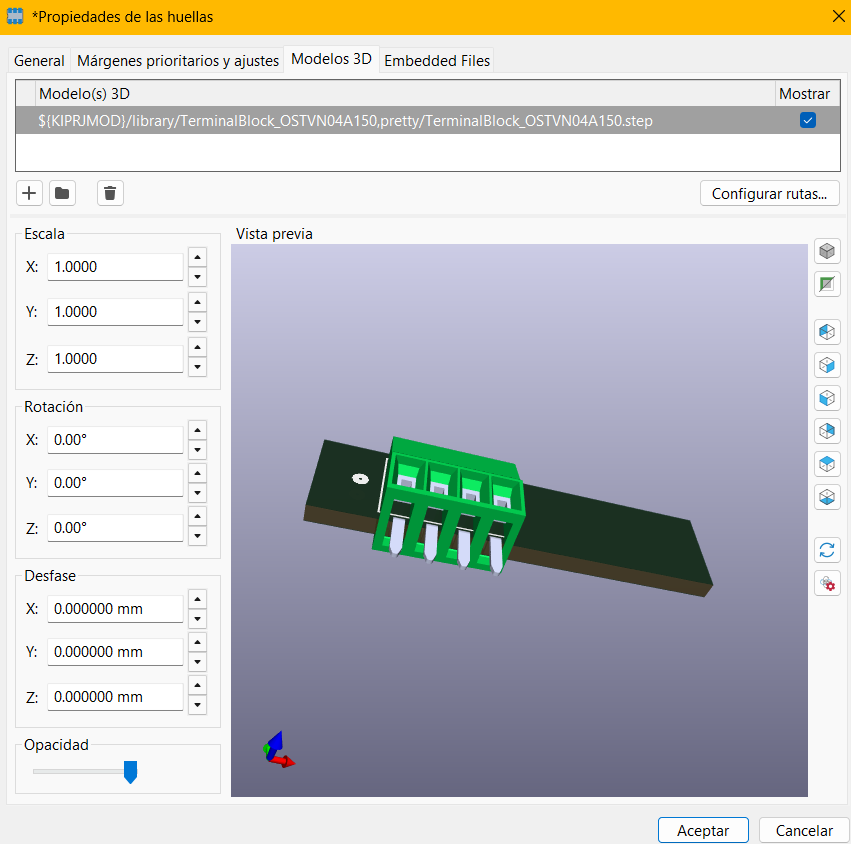 *Propiedades de las huellas
General Márgenes prioritarios y ajustes Modelos 3D Embedded Files
Modelo(s) 3D Mostrar
${KIPRJMOD}/library/TerminalBlock_OSTVN04A150,pretty/TerminalBlock_OSTVN04A150.step
Configurar rutas...
Escala
X: 1.0000
Y: 1.0000
Z: 1.0000
Rotación
X: 0.00°
Y: 0.00°
Z: 0.00°
Desfase
X: 0.000000 mm
Y: 0.000000 mm
Z: 0.000000 mm
Opacidad
Vista previa
Aceptar Cancelar